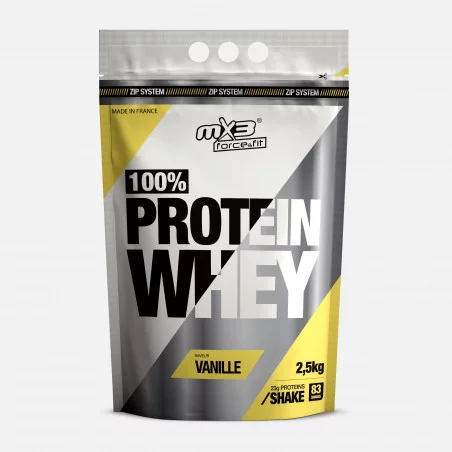 ZIP SYSTEM ZIP SYSTEM ZIP SYSTEM
MADE IN FRANCE
mX3®
force&fit
100%
PROTEIN
WHEY
SAVEUR
VANILLE
2,5kg
23g PROTEINS
/SHAKE
83